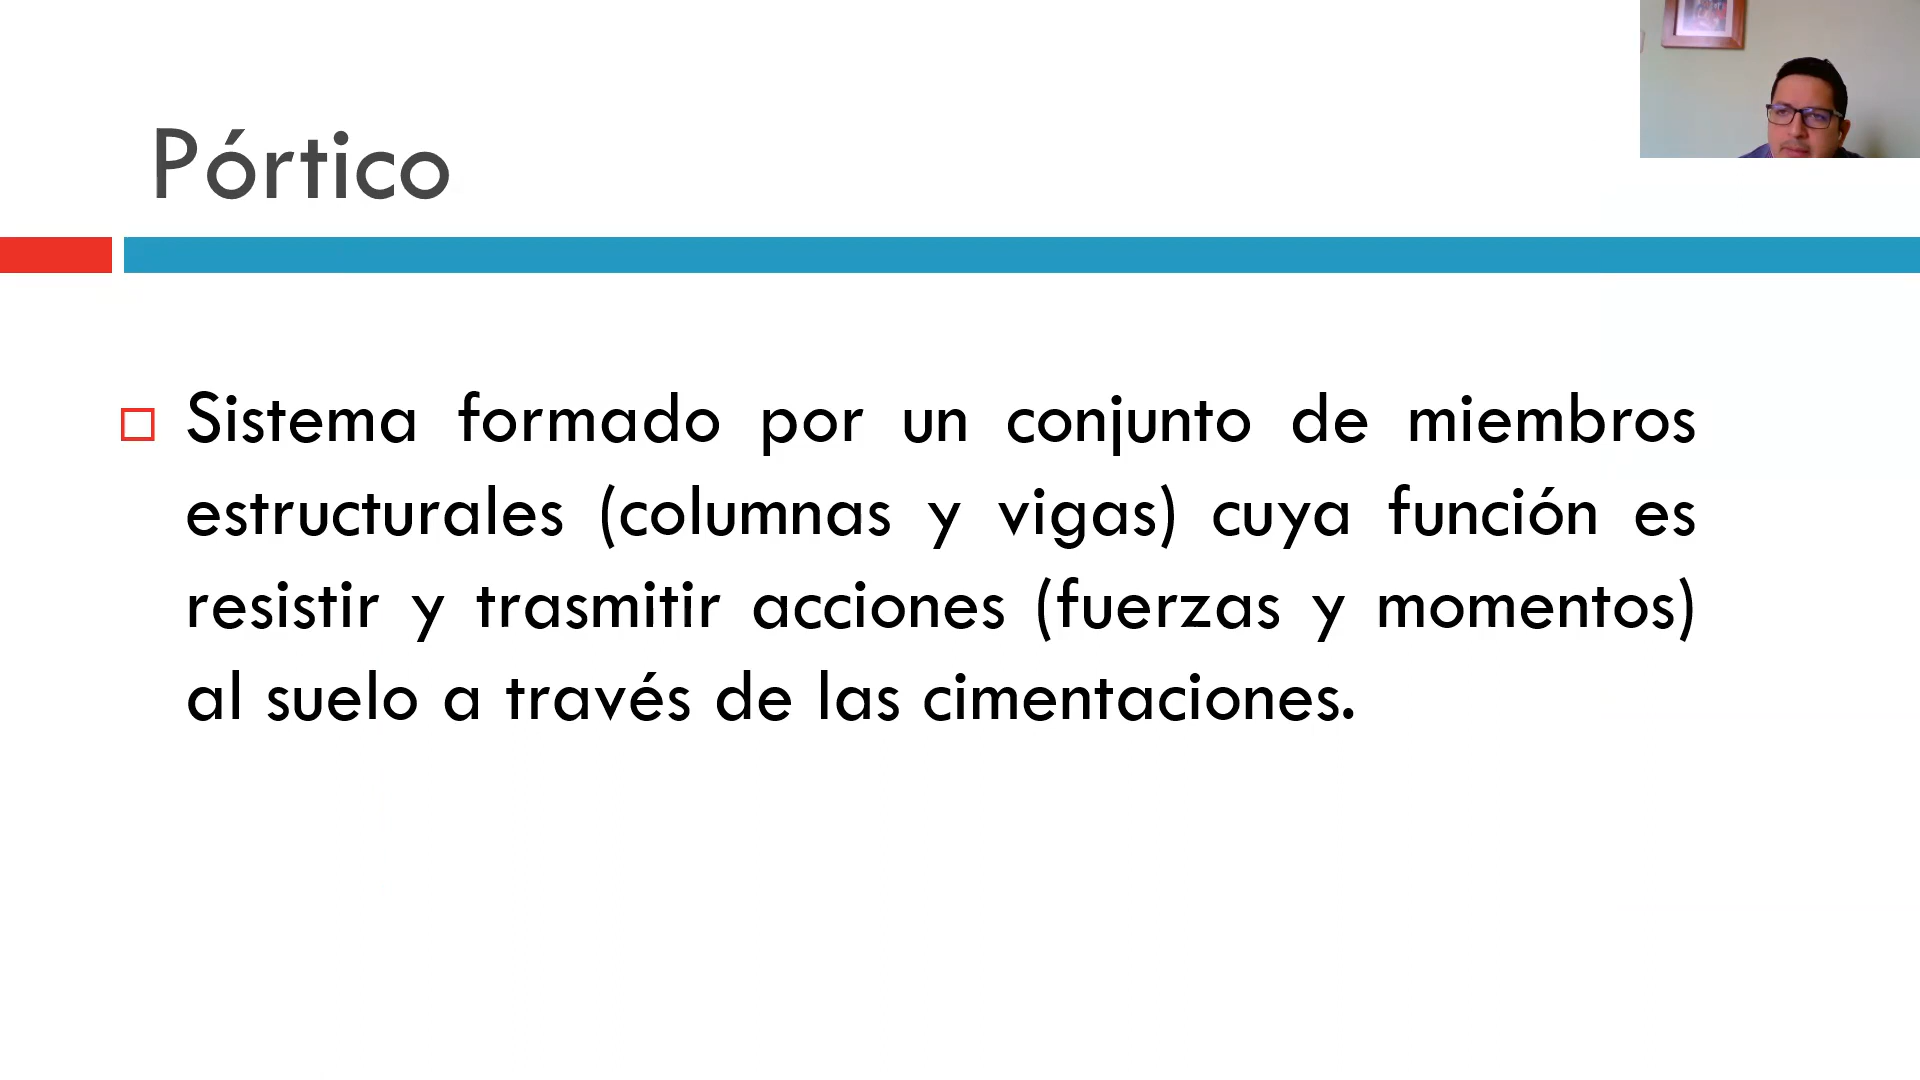 Pórtico
Sistema formado por un conjunto de miembros
estructurales (columnas y vigas) cuya función es
resistir y trasmitir acciones (fuerzas y momentos)
al suelo a través de las cimentaciones.